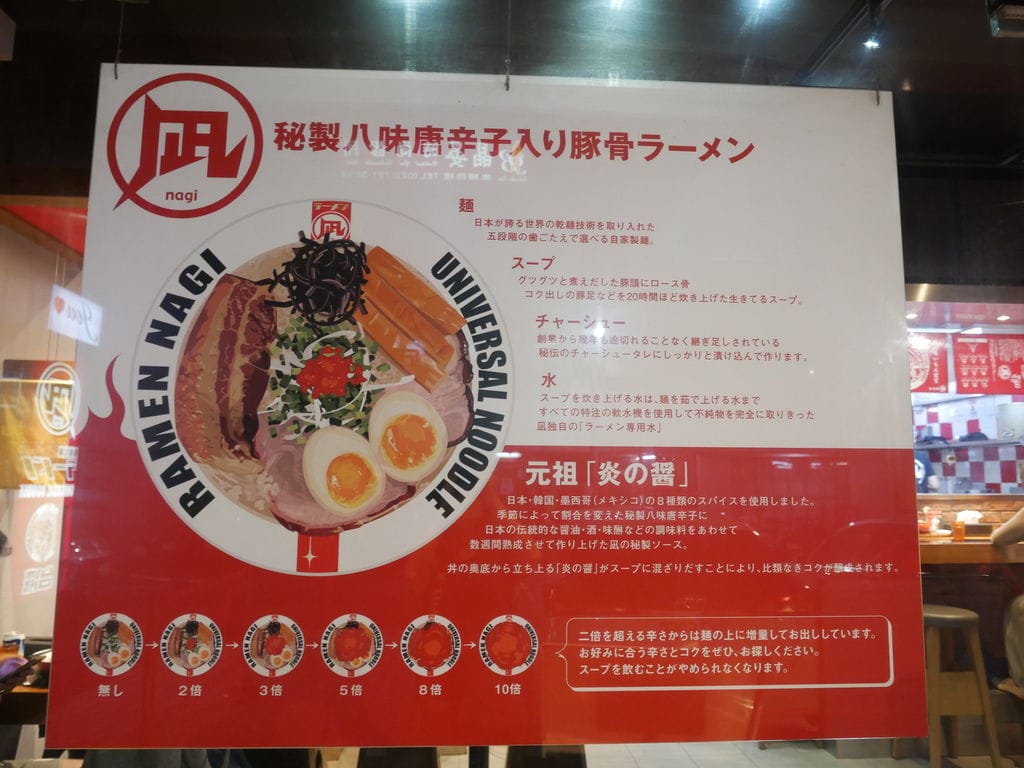 凪
nagi
秘製八味唐辛子入り豚骨ラーメン
ラーメン
凪
RAMEN NAGI
UNIVERSAL NOODLE
麺
日本が誇る世界の乾麺技術を取り入れた
五段階の歯ごたえで選べる自家製麺。
スープ
グツグツと煮えだした豚頭にロース骨
コク出しの豚足などを20時間ほど炊き上げた生きてるスープ。
チャーシュー
創業から幾年も途切れることなく継ぎ足しされている
秘伝のチャーシュータレにしっかりと漬け込んで作ります。
水
スープを炊き上げる水は、麺を茹で上げる水まで
すべての特注の軟水機を使用して不純物を完全に取りきった
凪独自の「ラーメン専用水」
元祖「炎の醤」
日本・韓国・墨西哥(メキシコ)の8種類のスパイスを使用しました。
季節によって割合を変えた秘製八味唐辛子に
日本の伝統的な醤油・酒・味醂などの調味料をあわせて
数週間熟成させて作り上げた凪の秘製ソース。
丼の奥底から立ち上る「炎の醤」がスープに混ざりだすことにより、比類なきコクが醸成されます。
無し
2倍
3倍
5倍
8倍
10倍
二倍を超える辛さからは麺の上に増量してお出ししています。
お好みに合う辛さとコクをぜひ、お探しください。
スープを飲むことがやめられなくなります。